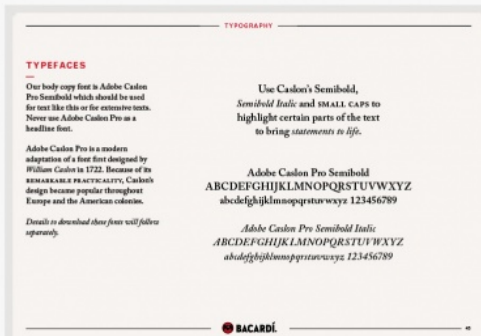 TYPOGRAPHY
TYPEFACES
Our body copy font is Adobe Caslon
Pro Semibold which should be used
for text like this or for extensive texts.
Never use Adobe Caslon Pro as a
headline font.
Adobe Caslon Pro is a modern
adaptation of a font first designed by
William Caslon in 1722. Because of its
REMARKABLE PRACTICALITY, Caslon's
design became popular throughout
Europe and the American colonies.
Details to download these fonts will follow
separately.
Use Caslon's Semibold,
Semibold Italic and SMALL CAPS to
highlight certain parts of the text
to bring statements to life.
Adobe Caslon Pro Semibold
ABCDEFGHIJKLMNOPQRSTUVWXYZ
abcdefghijklmnopqrstuvwxyz 123456789
Adobe Caslon Pro Semibold Italic
ABCDEFGHIJKLMNOPQRSTUVWXYZ
abcdefghijklmnopqrstuvwxyz 123456789
BACARDÍ.